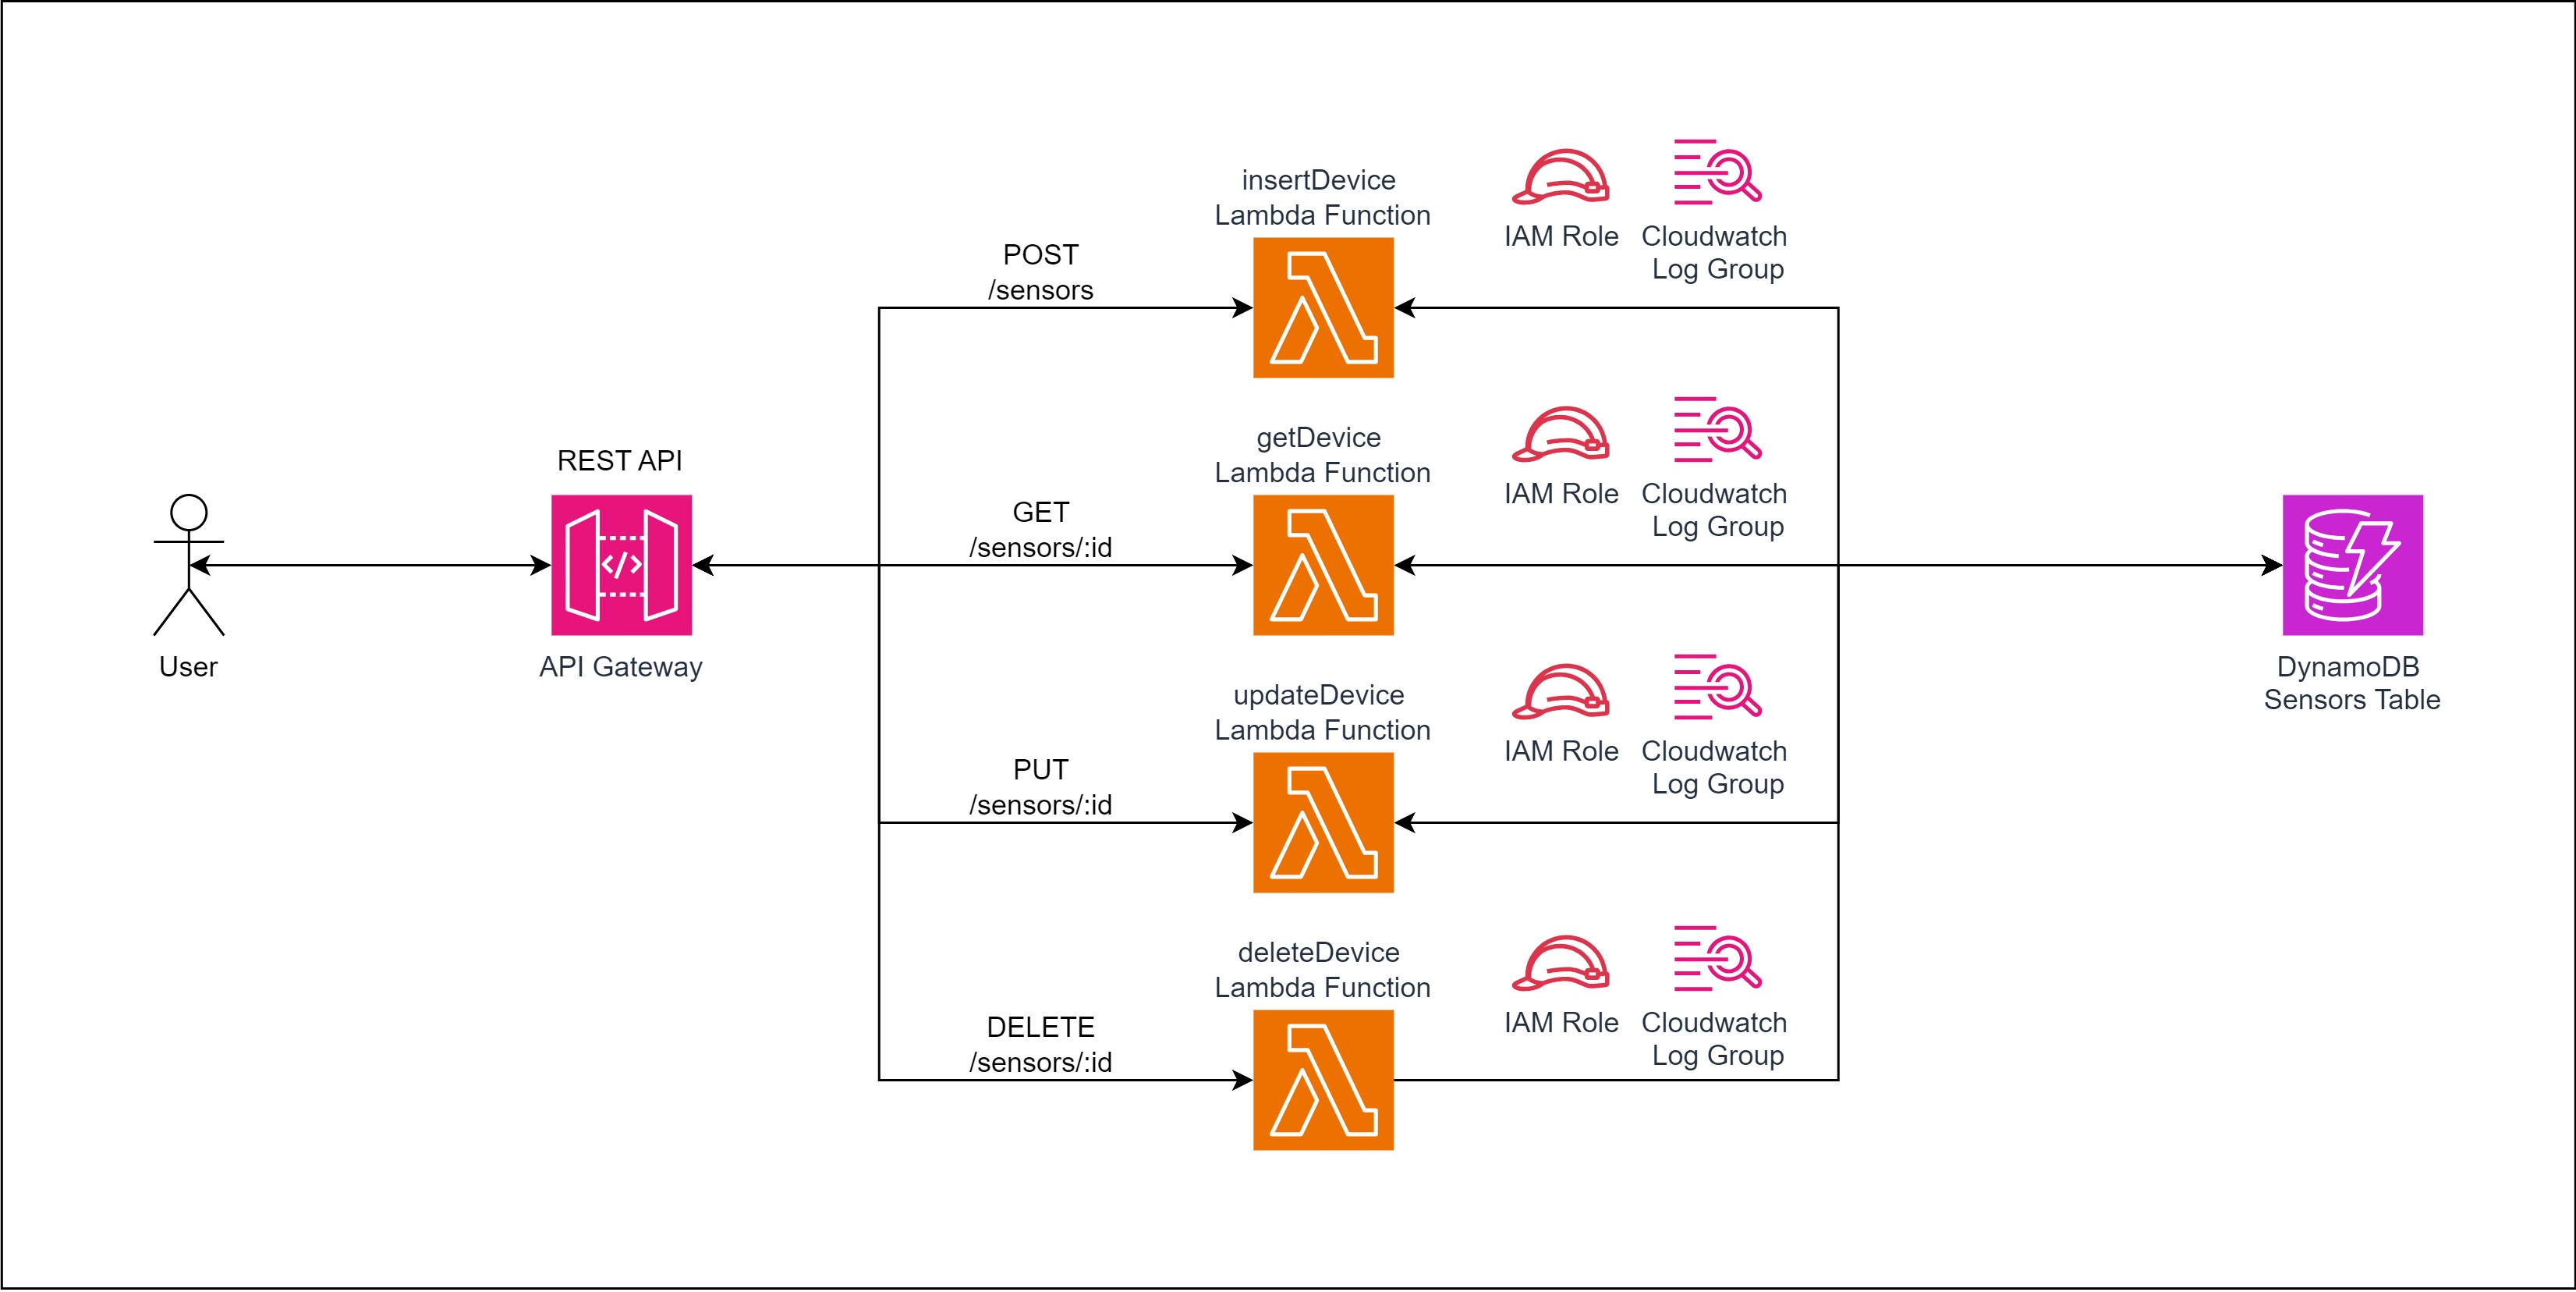 insertDevice
Lambda Function
IAM Role
Cloudwatch
Log Group
POST
/sensors
getDevice
Lambda Function
IAM Role
Cloudwatch
Log Group
REST API
GET
/sensors/:id
</>
User
API Gateway
DynamoDB
Sensors Table
updateDevice
Lambda Function
IAM Role
Cloudwatch
Log Group
PUT
/sensors/:id
deleteDevice
Lambda Function
IAM Role
Cloudwatch
Log Group
DELETE
/sensors/:id